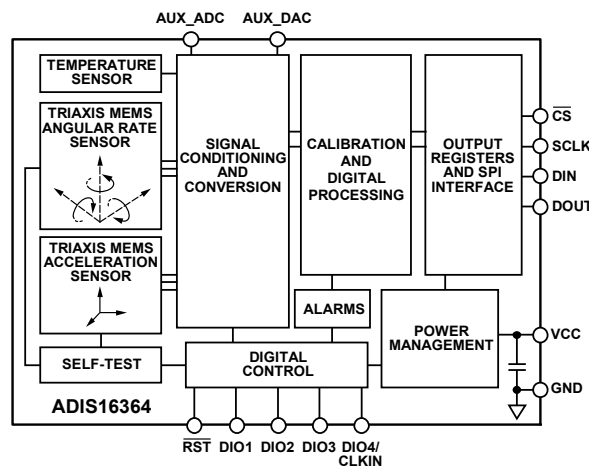 AUX_ADC
AUX_DAC
TEMPERATURE
SENSOR
TRIAXIS MEMS
ANGULAR RATE
SENSOR
SIGNAL
CONDITIONING
AND
CONVERSION
CALIBRATION
AND
DIGITAL
PROCESSING
OUTPUT
REGISTERS
AND SPI
INTERFACE
CS
SCLK
DIN
DOUT
TRIAXIS MEMS
ACCELERATION
SENSOR
ALARMS
POWER
MANAGEMENT
VCC
SELF-TEST
DIGITAL
CONTROL
GND
ADIS16364
RST
DIO1
DIO2
DIO3
DIO4/
CLKIN